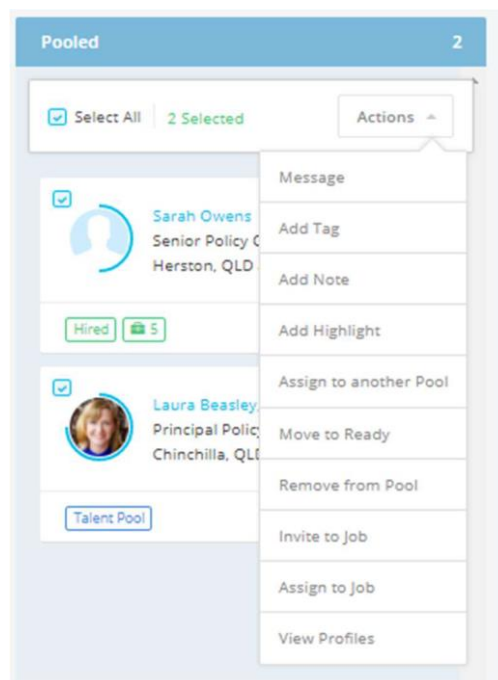 Pooled 2
Select All 2 Selected Actions
Message
Add Tag
Add Note
Add Highlight
Assign to another Pool
Move to Ready
Remove from Pool
Invite to Job
Assign to Job
View Profiles
Sarah Owens
Senior Policy
Herston, QLD
Hired 5
Laura Beasley
Principal Policy
Chinchilla, QLD
Talent Pool